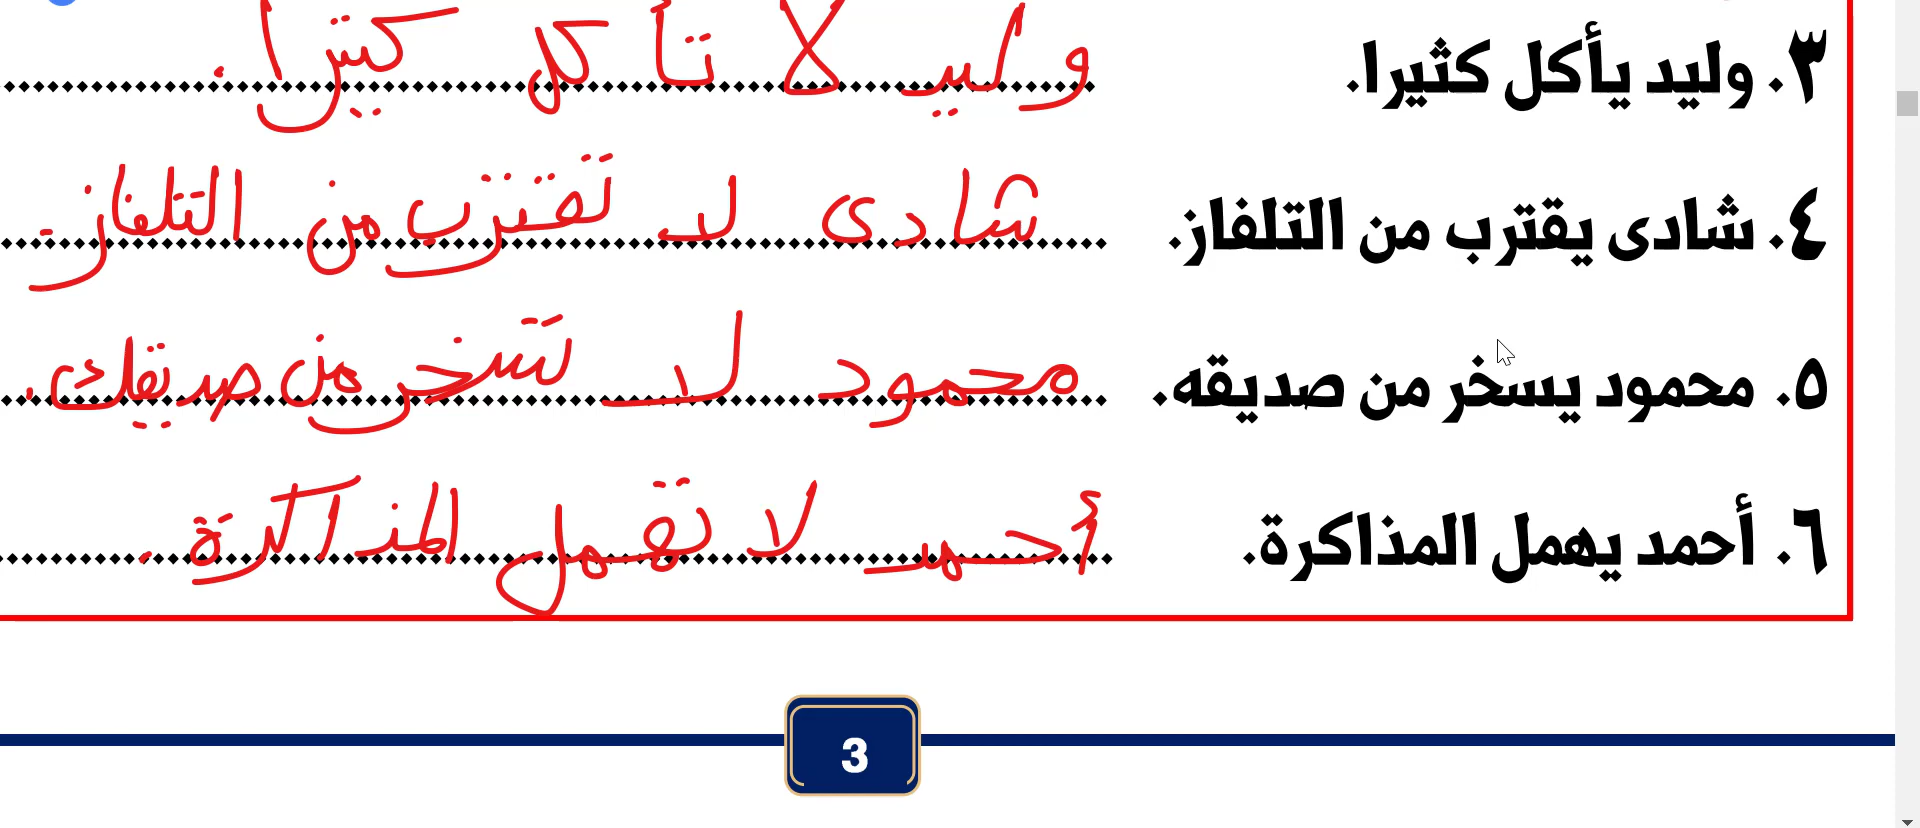 ٣. وليد يأكل كثيرا. وليد لا تأكل كثيرا.
٤. شادى يقترب من التلفاز. شادى لا تقترب من التلفاز.
٥. محمود يسخر من صديقه. محمود لا تسخر من صديقك.
٦. أحمد يهمل المذاكرة. أحمد لا تهمل المذاكرة.
3